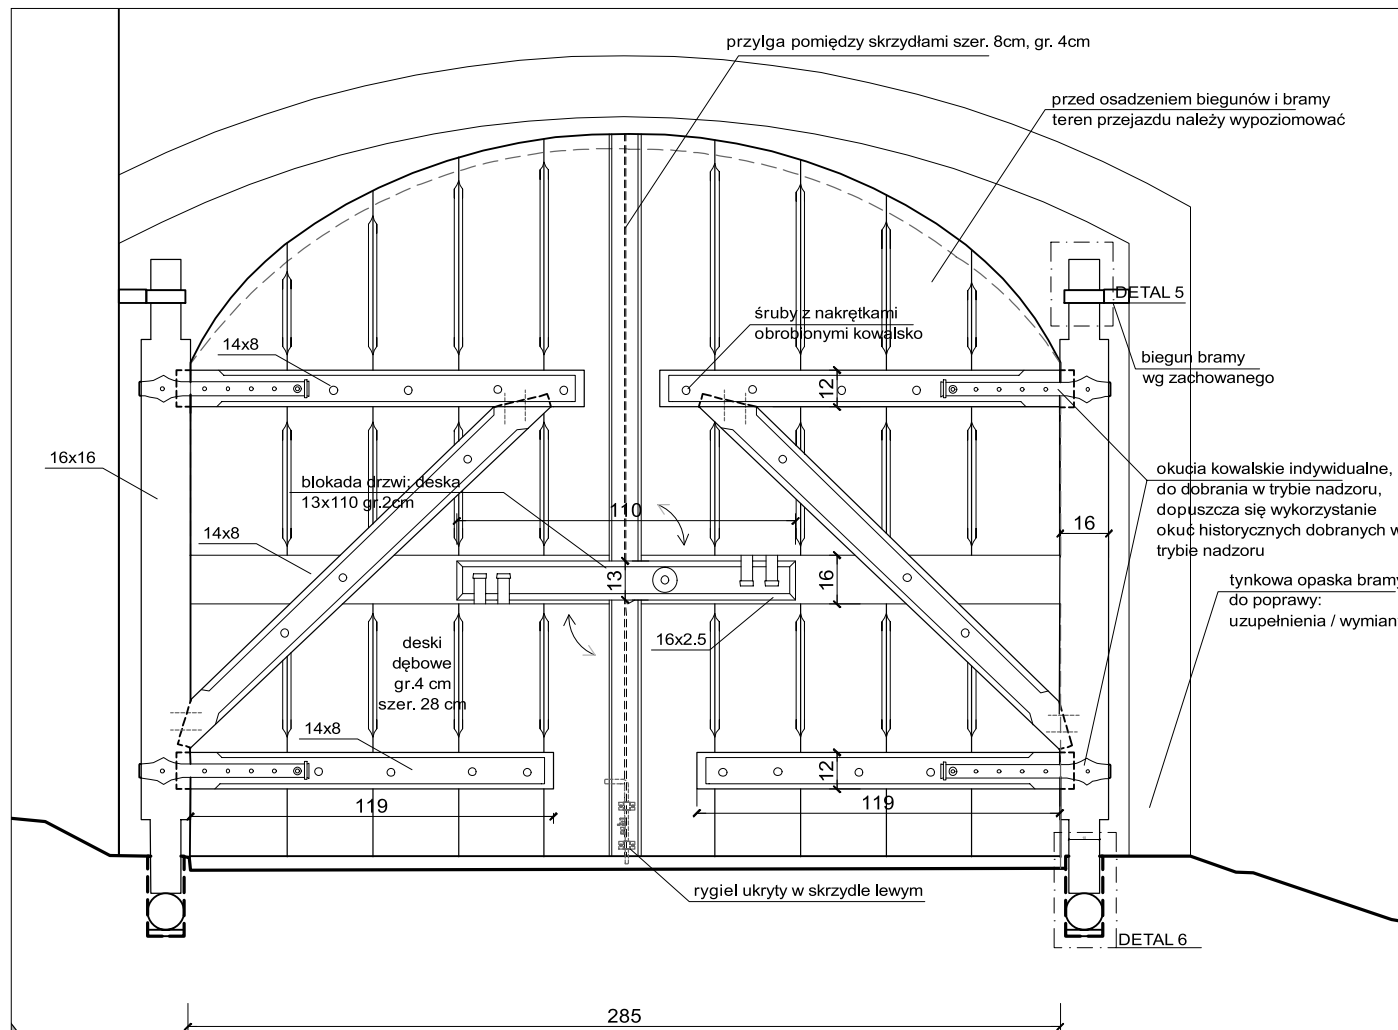 przylga pomiędzy skrzydłami szer. 8cm, gr. 4cm
przed osadzeniem biegunów i bramy
teren przejazdu należy wypoziomować
DETAL 5
śruby z nakrętkami
obrobionymi kowalsko
14x8
biegun bramy
wg zachowanego
12
16x16
blokada drzwi: deska
13x110 gr.2cm
110
okucia kowalskie indywidualne,
do dobrania w trybie nadzoru,
dopuszcza się wykorzystanie
okuć historycznych dobranych w
trybie nadzoru
16
14x8
13
16
tynkowa opaska bramy
do poprawy:
uzupełnienia / wymian
16x2.5
deski
dębowe
gr.4 cm
szer. 28 cm
14x8
12
119
119
rygiel ukryty w skrzydle lewym
DETAL 6
285